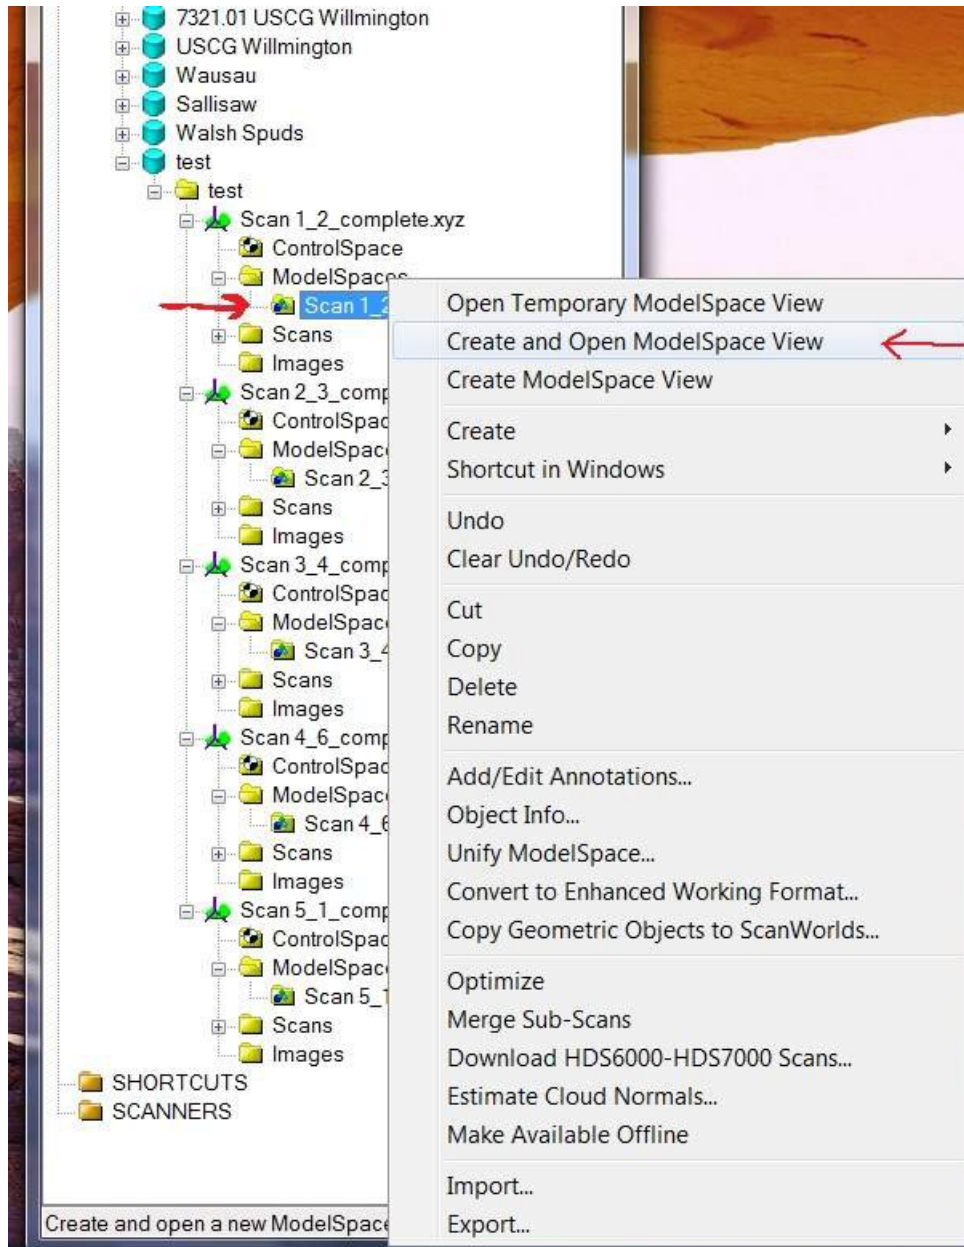 7321.01 USCG Willmington
USCG Willmington
Wausau
Sallisaw
Walsh Spuds
test
test
Scan 1_2_complete.xyz
ControlSpace
ModelSpaces
Scan 1_2
Scans
Images
Scan 2_3_comp
ControlSpac
ModelSpac
Scan 2_3
Scans
Images
Scan 3_4_comp
ControlSpac
ModelSpac
Scan 3_4
Scans
Images
Scan 4_6_comp
ControlSpac
ModelSpac
Scan 4_6
Scans
Images
Scan 5_1_comp
ControlSpac
ModelSpac
Scan 5_1
Scans
Images
SHORTCUTS
SCANNERS
Create and open a new ModelSpace
Open Temporary ModelSpace View
Create and Open ModelSpace View
Create ModelSpace View
Create
Shortcut in Windows
Undo
Clear Undo/Redo
Cut
Copy
Delete
Rename
Add/Edit Annotations...
Object Info...
Unify ModelSpace...
Convert to Enhanced Working Format...
Copy Geometric Objects to ScanWorlds...
Optimize
Merge Sub-Scans
Download HDS6000-HDS7000 Scans...
Estimate Cloud Normals...
Make Available Offline
Import...
Export...